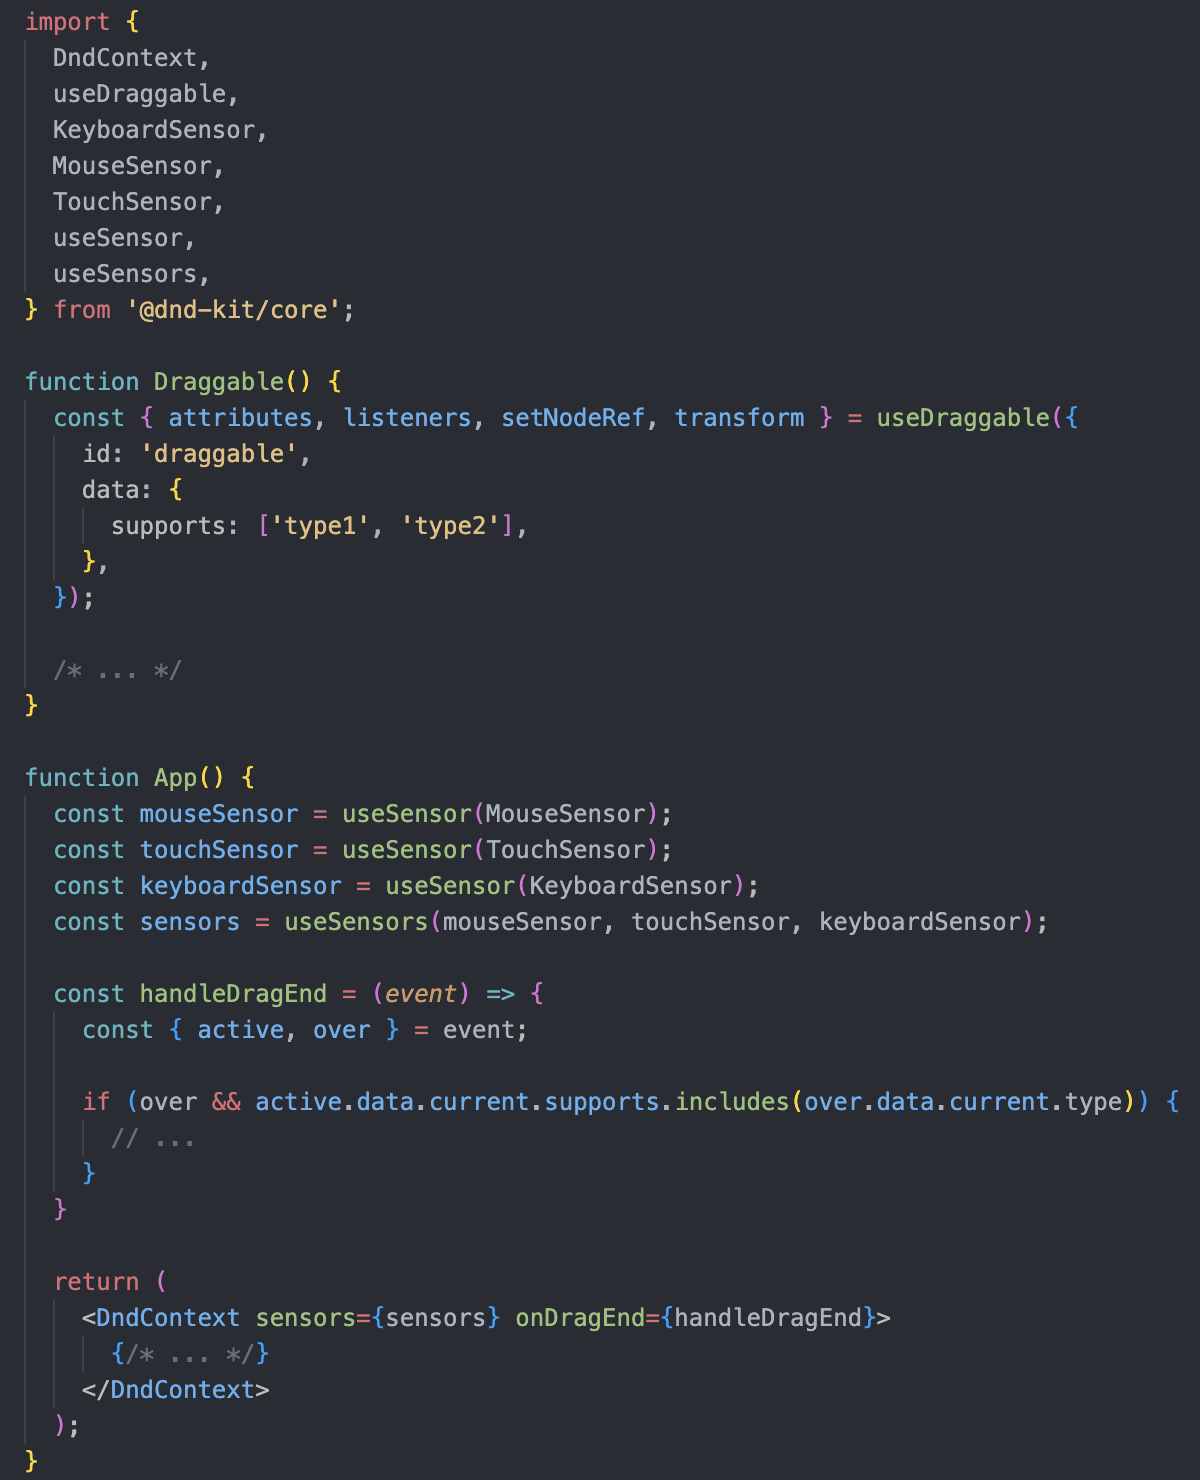 import {
  DndContext,
  useDraggable,
  KeyboardSensor,
  MouseSensor,
  TouchSensor,
  useSensor,
  useSensors,
} from '@dnd-kit/core';

function Draggable() {
  const { attributes, listeners, setNodeRef, transform } = useDraggable({
    id: 'draggable',
    data: {
      supports: ['type1', 'type2'],
    },
  });

  /* ... */
}

function App() {
  const mouseSensor = useSensor(MouseSensor);
  const touchSensor = useSensor(TouchSensor);
  const keyboardSensor = useSensor(KeyboardSensor);
  const sensors = useSensors(mouseSensor, touchSensor, keyboardSensor);

  const handleDragEnd = (event) => {
    const { active, over } = event;

    if (over && active.data.current.supports.includes(over.data.current.type)) {
      // ...
    }
  }

  return (
    <DndContext sensors={sensors} onDragEnd={handleDragEnd}>
      {/* ... */}
    </DndContext>
  );
}